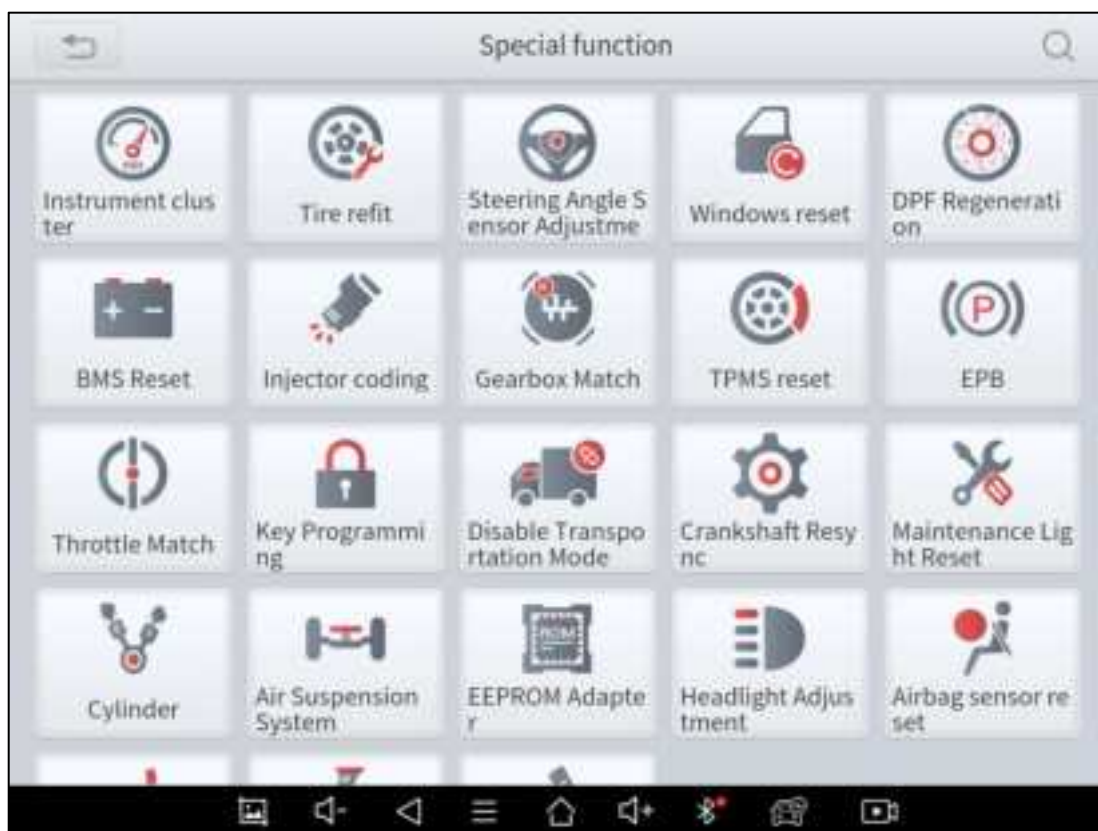 Special function
Instrument clus
ter
Tire refit
Steering Angle S
ensor Adjustme
Windows reset
DPF Regenerati
on
BMS Reset
Injector coding
Gearbox Match
TPMS reset
EPB
Throttle Match
Key Programmi
ng
Disable Transpo
rtation Mode
Crankshaft Resy
nc
Maintenance Lig
ht Reset
Cylinder
Air Suspension
System
EEPROM Adapte
r
Headlight Adjus
tment
Airbag sensor re
set